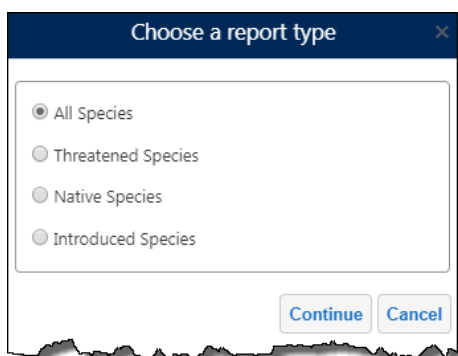 Choose a report type
All Species
Threatened Species
Native Species
Introduced Species
Continue Cancel